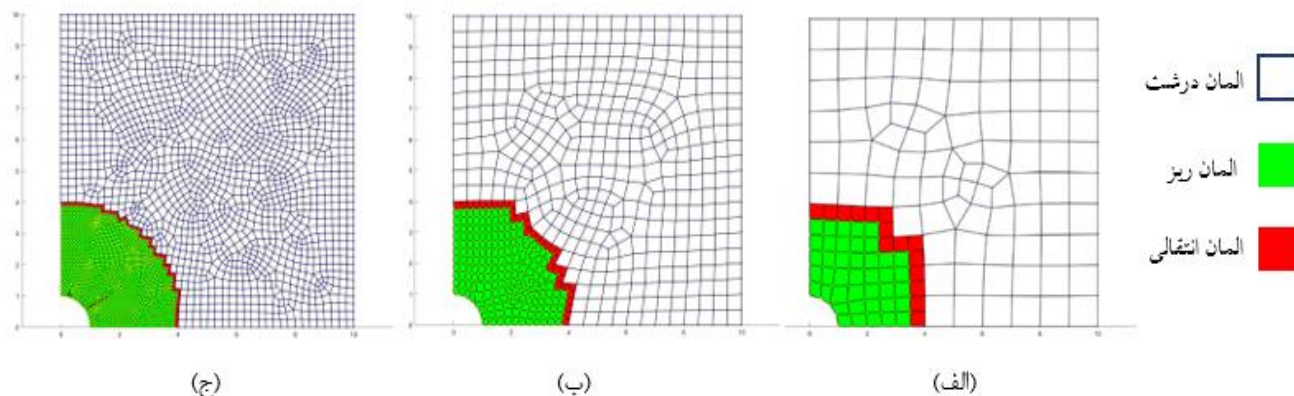 المان درشت
المان ریز
المان انتقالی
(الف)
(ب)
(ج)